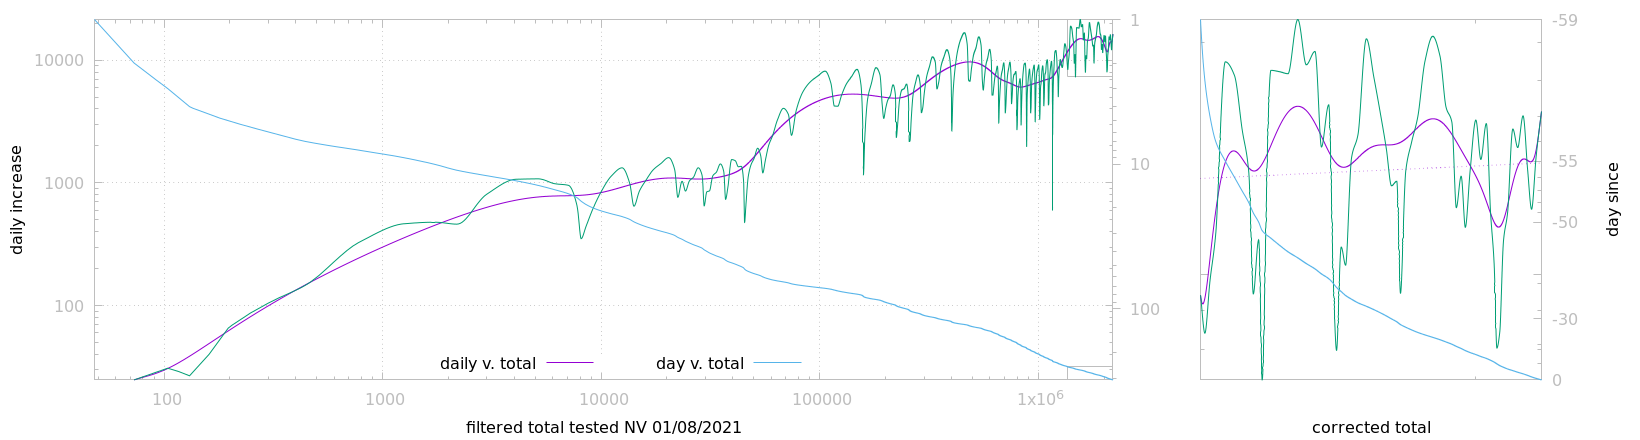 10000
1000
100
daily increase
daily v. total
day v. total
100
1000
10000
100000
1x10⁶
filtered total tested NV 01/08/2021
1
10
100
-59
-55
-50
-30
0
day since
corrected total